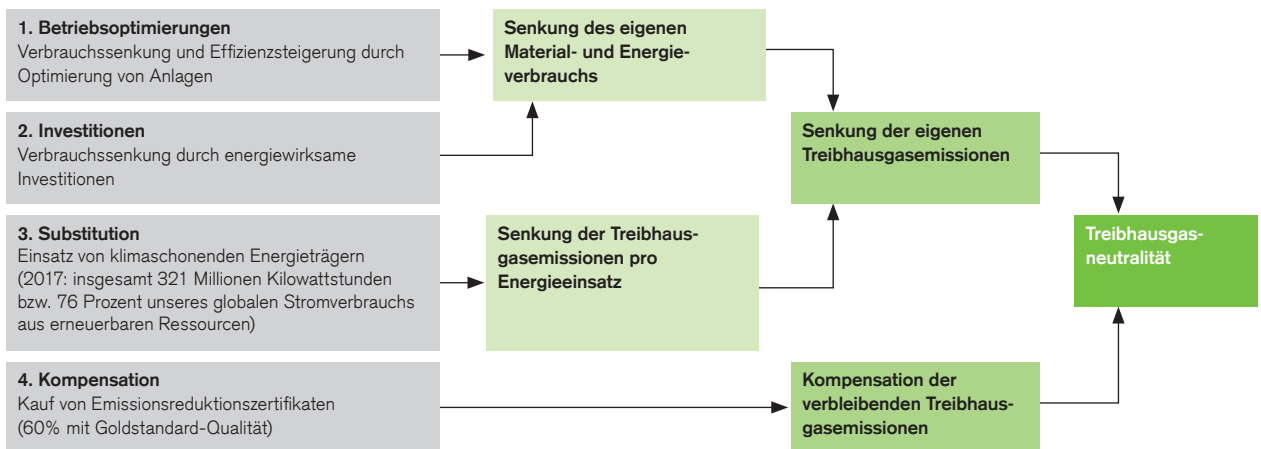 1. Betriebsoptimierungen
Verbrauchssenkung und Effizienzsteigerung durch
Optimierung von Anlagen
Senkung des eigenen
Material- und Energie-
verbrauchs
2. Investitionen
Verbrauchssenkung durch energiewirksame
Investitionen
Senkung der eigenen
Treibhausgasemissionen
3. Substitution
Einsatz von klimaschonenden Energieträgern
(2017: insgesamt 321 Millionen Kilowattstunden
bzw. 76 Prozent unseres globalen Stromverbrauchs
aus erneuerbaren Ressourcen)
Senkung der Treibhaus-
gasemissionen pro
Energieeinsatz
Treibhausgas-
neutralität
4. Kompensation
Kauf von Emissionsreduktionszertifikaten
(60% mit Goldstandard-Qualität)
Kompensation der
verbleibenden Treibhaus-
gasemissionen